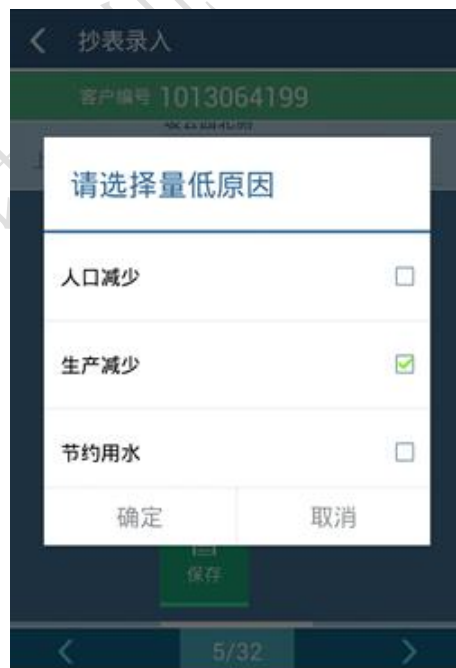 抄表录入
客户编号 1013064199
请选择量低原因
人口减少
生产减少
节约用水
确定 取消
保存
5/32